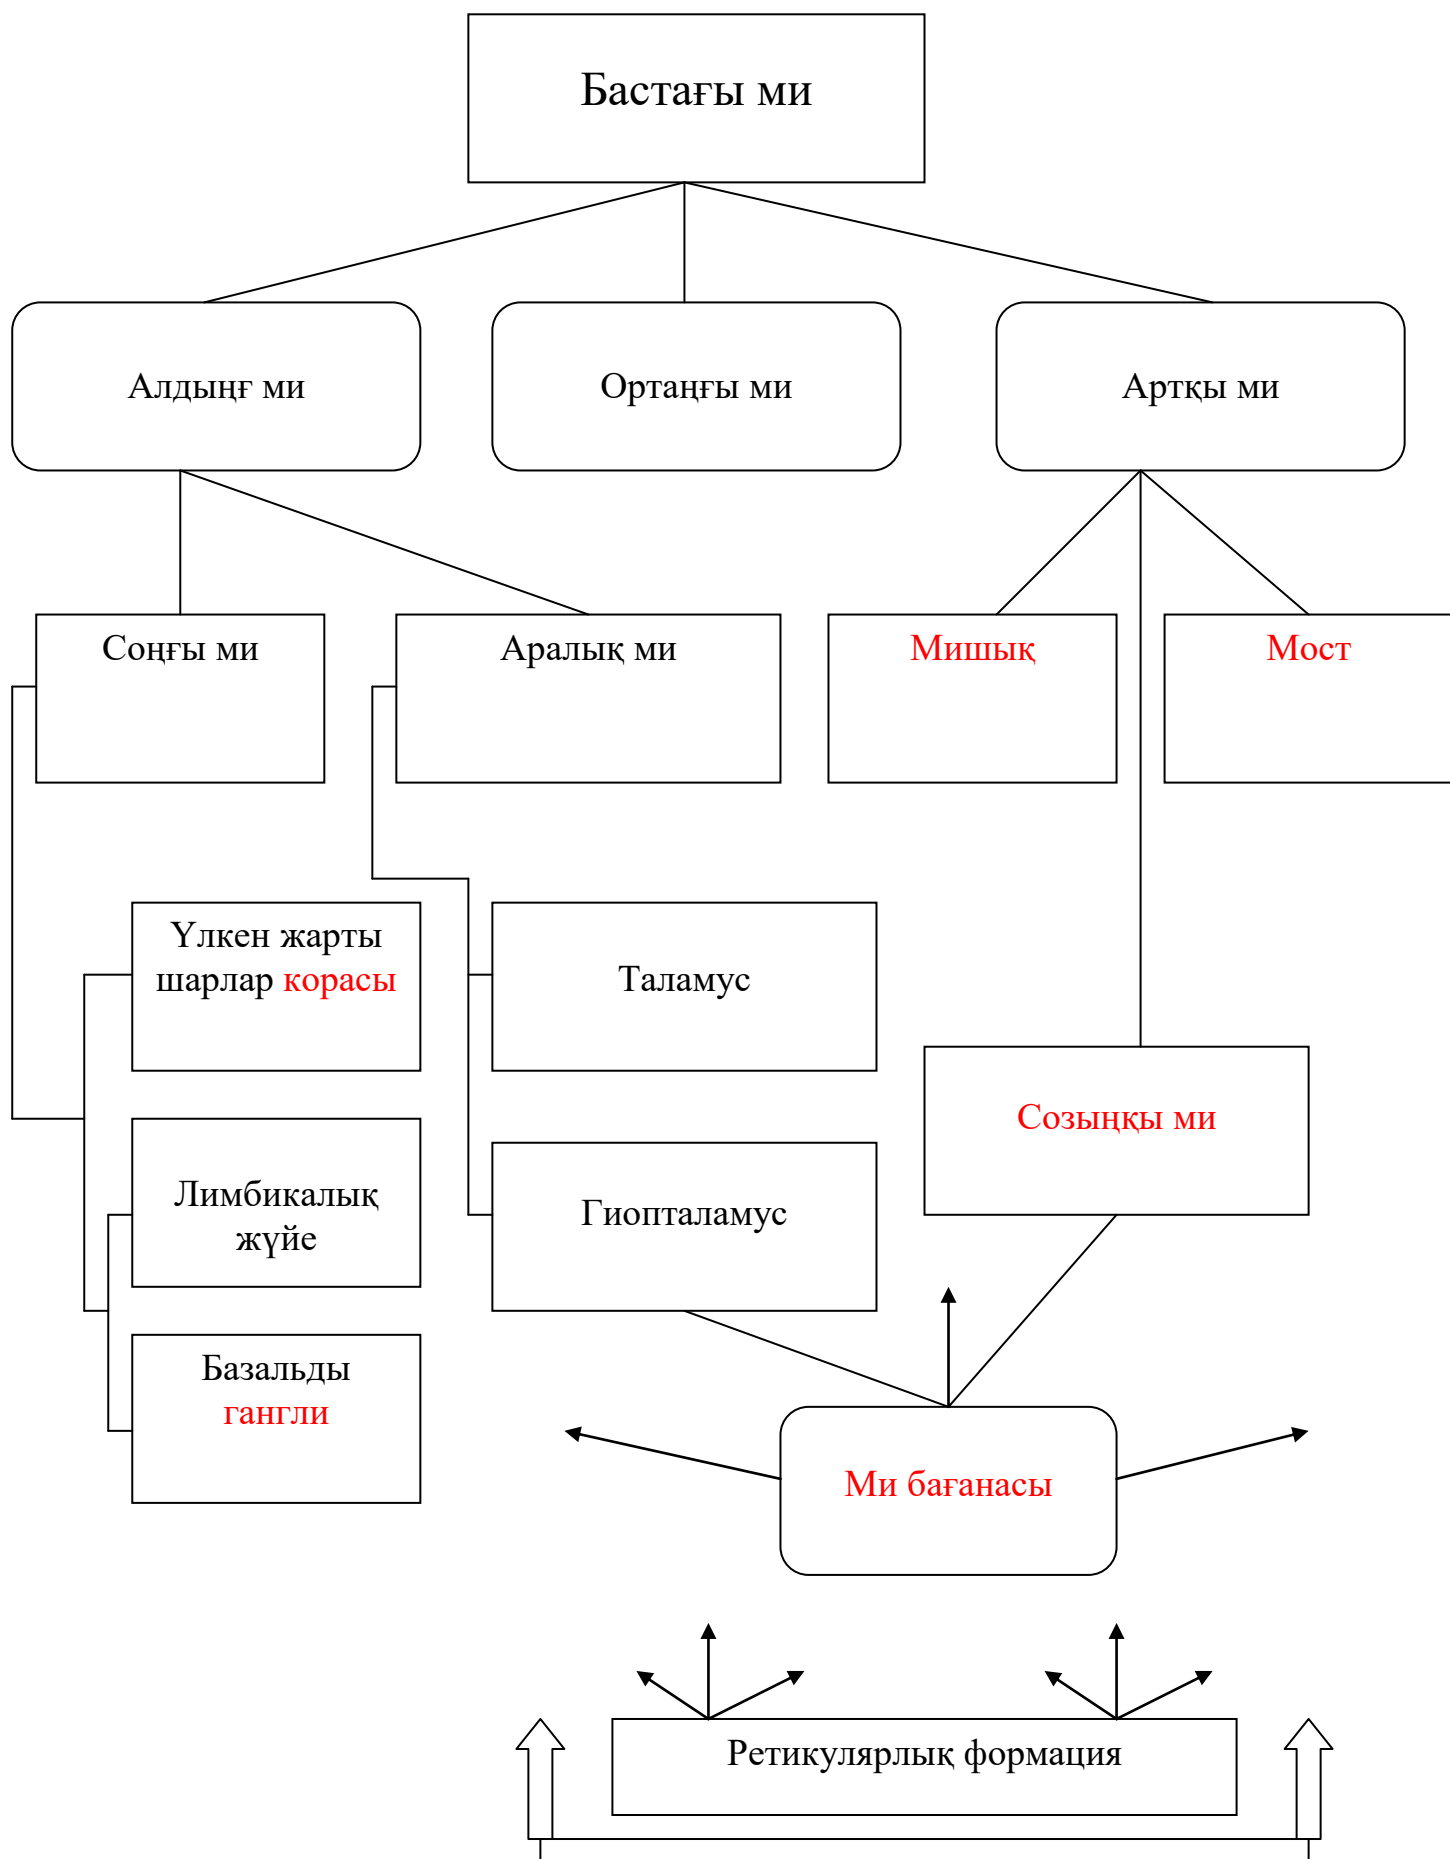 Бастағы ми
Алдыңғ ми
Ортаңғы ми
Артқы ми
Соңғы ми
Аралық ми
Мишық
Мост
Үлкен жарты
шарлар корасы
Таламус
Созыңқы ми
Лимбикалық
жүйе
Гиопталамус
Базальды
гангли
Ми бағанасы
Ретикулярлық формация